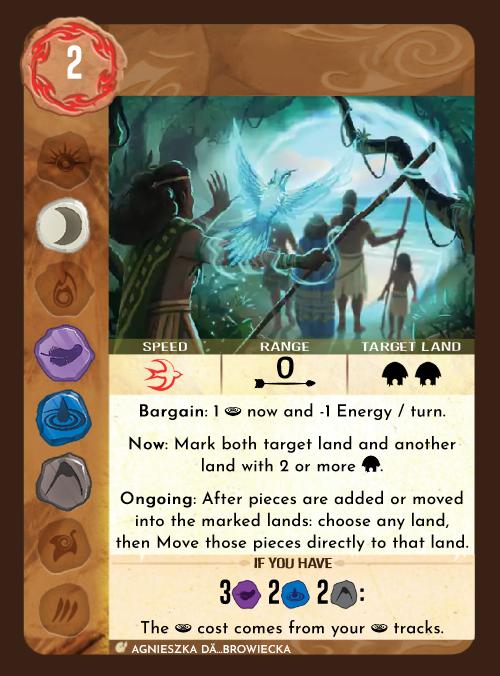 2
SPEED RANGE TARGET LAND
0
Bargain: 1 now and -1 Energy / turn.
Now: Mark both target land and another
land with 2 or more .
Ongoing: After pieces are added or moved
into the marked lands: choose any land,
then Move those pieces directly to that land.
IF YOU HAVE
3 2 2 :
The cost comes from your tracks.
AGNIESZKA DÄ…BROWIECKA